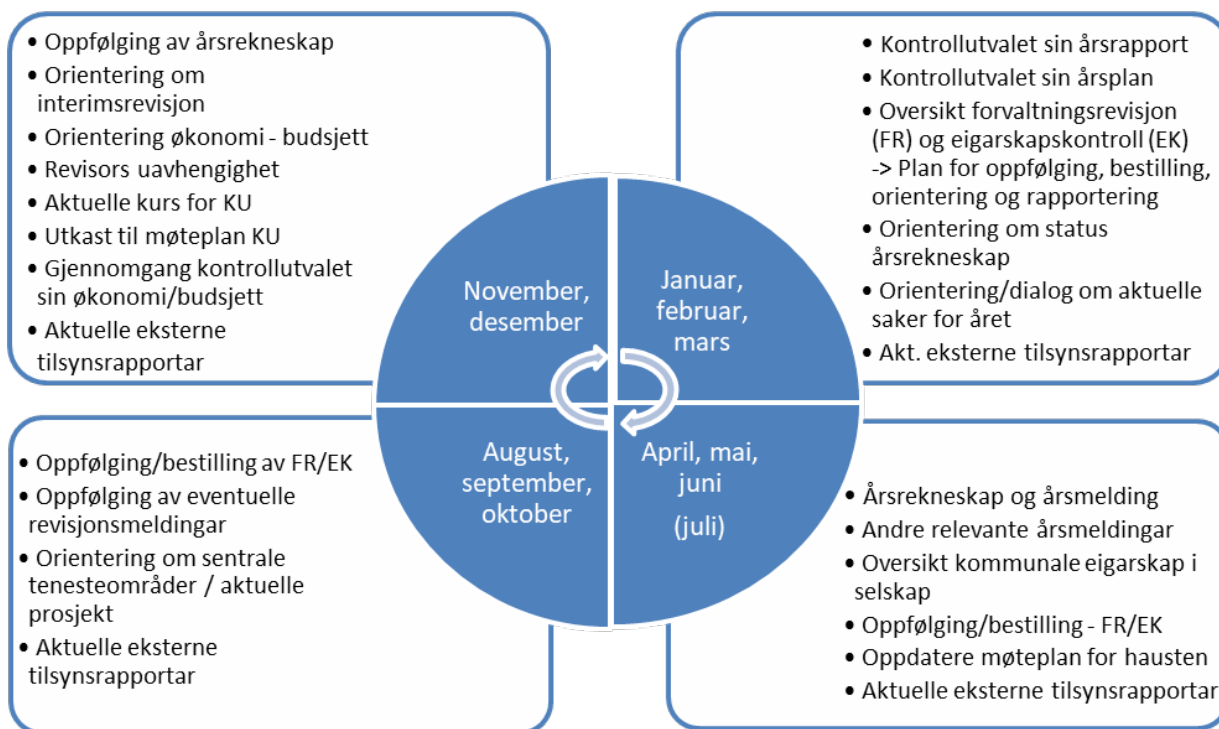 • Oppfølging av årsrekneskap
• Orientering om
interimsrevisjon
• Orientering økonomi - budsjett
• Revisors uavhengighet
• Aktuelle kurs for KU
• Utkast til møteplan KU
• Gjennomgang kontrollutvalet
sin økonomi/budsjett
• Aktuelle eksterne
tilsynsrapportar
• Kontrollutvalet sin årsrapport
• Kontrollutvalet sin årsplan
• Oversikt forvaltningsrevisjon
(FR) og eigarskapskontroll (EK)
-> Plan for oppfølging, bestilling,
orientering og rapportering
• Orientering om status
årsrekneskap
• Orientering/dialog om aktuelle
saker for året
• Akt. eksterne tilsynsrapportar
November,
desember
Januar,
februar,
mars
August,
september,
oktober
April, mai,
juni
(juli)
• Oppfølging/bestilling av FR/EK
• Oppfølging av eventuelle
revisjonsmeldingar
• Orientering om sentrale
tenesteområder / aktuelle
prosjekt
• Aktuelle eksterne
tilsynsrapportar
• Årsrekneskap og årsmelding
• Andre relevante årsmeldingar
• Oversikt kommunale eigarskap i
selskap
• Oppfølging/bestilling - FR/EK
• Oppdatere møteplan for hausten
• Aktuelle eksterne tilsynsrapportar